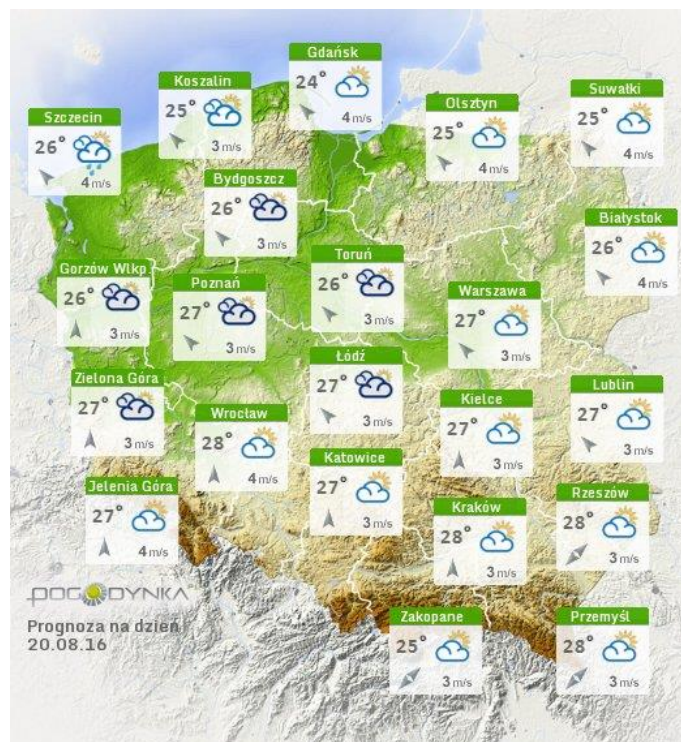 Gdańsk
24°
4 m/s
Koszalin
25°
3 m/s
Suwałki
25°
4 m/s
Olsztyn
25°
4 m/s
Szczecin
26°
4 m/s
Bydgoszcz
26°
3 m/s
Białystok
26°
4 m/s
Toruń
26°
3 m/s
Gorzów Wlkp
26°
3 m/s
Poznań
27°
3 m/s
Warszawa
27°
3 m/s
Łódź
27°
3 m/s
Zielona Góra
27°
3 m/s
Lublin
27°
3 m/s
Kielce
27°
3 m/s
Wrocław
28°
4 m/s
Katowice
27°
3 m/s
Jelenia Góra
27°
4 m/s
Rzeszów
28°
3 m/s
Kraków
28°
3 m/s
POGODYNKA
Prognoza na dzień
20.08.16
Zakopane
25°
3 m/s
Przemyśl
28°
3 m/s